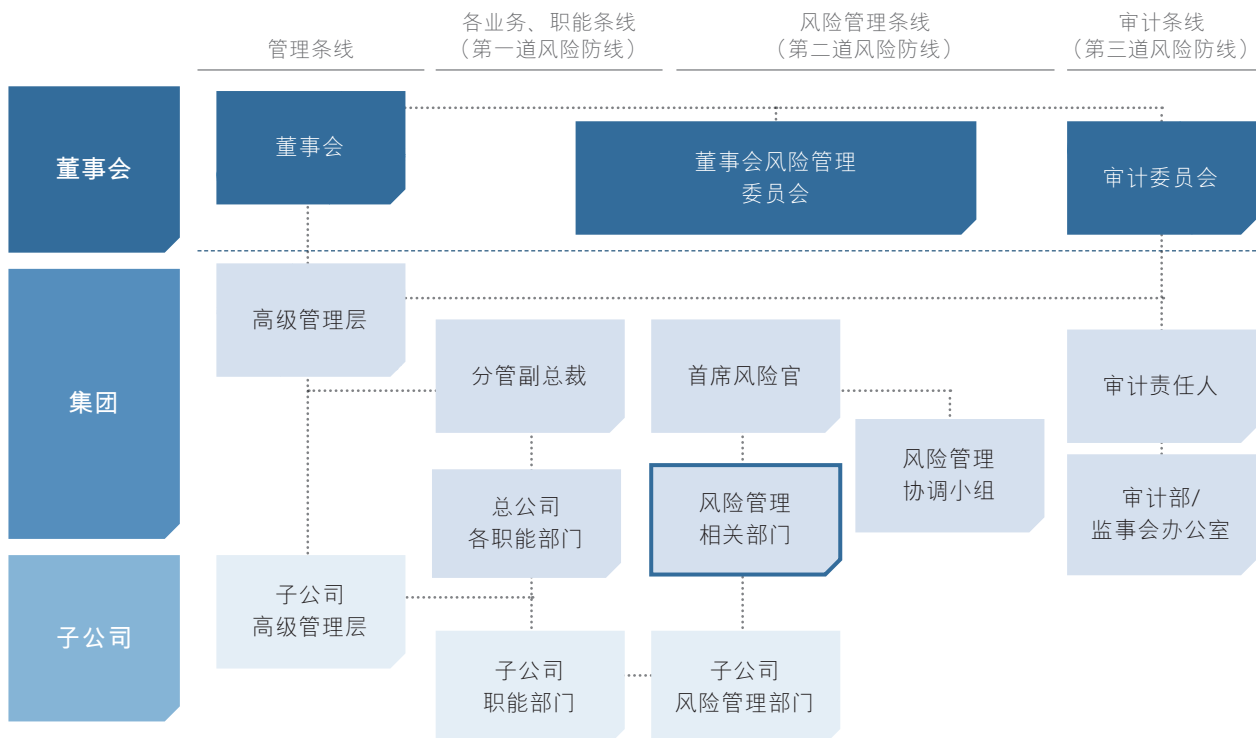 管理条线
各业务、职能条线
（第一道风险防线）
风险管理条线
（第二道风险防线）
审计条线
（第三道风险防线）
董事会
董事会
董事会风险管理
委员会
审计委员会
集团
高级管理层
分管副总裁
首席风险官
审计责任人
风险管理
协调小组
总公司
各职能部门
风险管理
相关部门
审计部/
监事会办公室
子公司
子公司
高级管理层
子公司
职能部门
子公司
风险管理部门